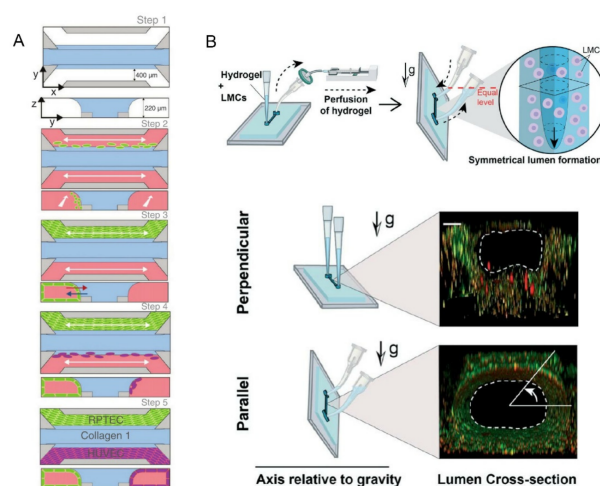 A
Step 1
y
x
400 µm
z
y
220 µm
Step 2
Step 3
Step 4
Step 5
RPTEC
Collagen 1
HUVEC
B
Hydrogel
+
LMCs
Perfusion
of hydrogel
g
Equal
level
LMCs
Symmetrical lumen formation
Perpendicular
g
Parallel
g
Axis relative to gravity
Lumen Cross-section